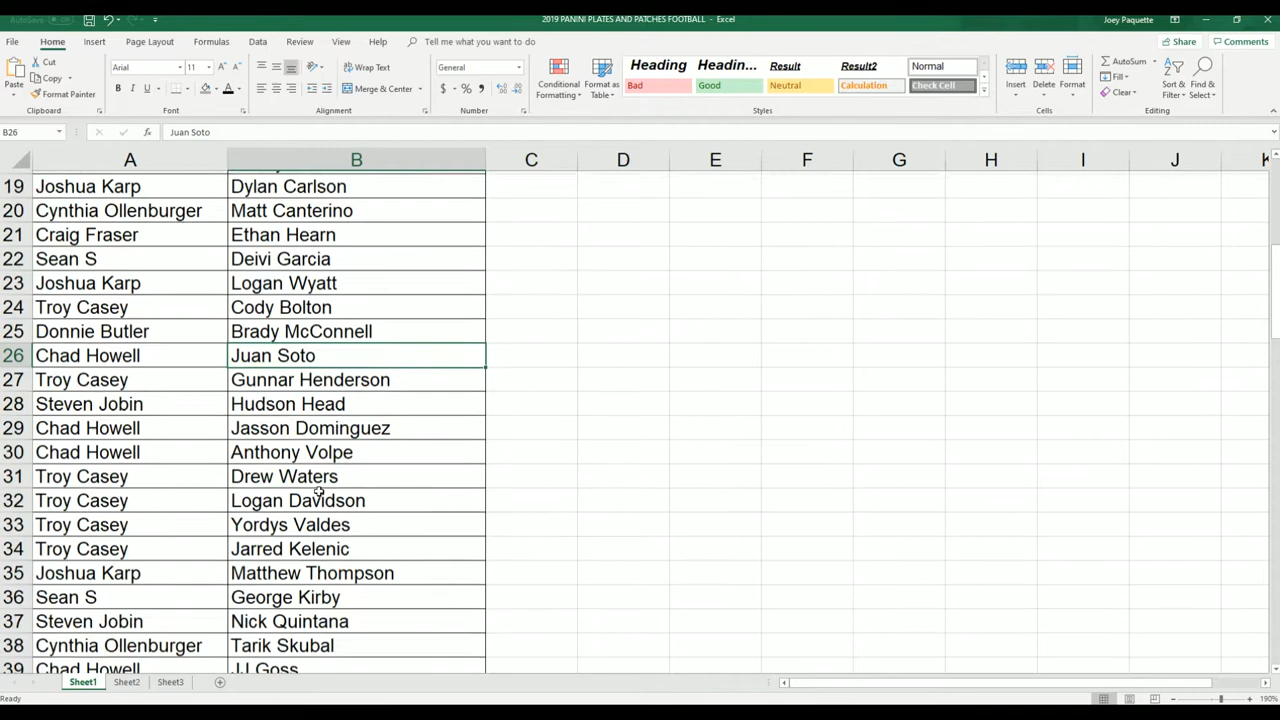 AutoSave Off 2019 PANINI PLATES AND PATCHES FOOTBALL - Excel Joey Paquette
File Home Insert Page Layout Formulas Data Review View Help Tell me what you want to do Share Comments
Paste Cut Copy Format Painter Clipboard
Arial 11 B I U Font
Wrap Text Merge & Center Alignment
General $ % Number
Conditional Formatting Format as Table
Heading Headin... Result Result2 Normal
Bad Good Neutral Calculation Check Cell
Styles
Insert Delete Format Cells
AutoSum Fill Clear Sort & Filter Find & Select Editing
B26 fx Juan Soto
A B C D E F G H I J K
19 Joshua Karp Dylan Carlson
20 Cynthia Ollenburger Matt Canterino
21 Craig Fraser Ethan Hearn
22 Sean S Deivi Garcia
23 Joshua Karp Logan Wyatt
24 Troy Casey Cody Bolton
25 Donnie Butler Brady McConnell
26 Chad Howell Juan Soto
27 Troy Casey Gunnar Henderson
28 Steven Jobin Hudson Head
29 Chad Howell Jasson Dominguez
30 Chad Howell Anthony Volpe
31 Troy Casey Drew Waters
32 Troy Casey Logan Davidson
33 Troy Casey Yordys Valdes
34 Troy Casey Jarred Kelenic
35 Joshua Karp Matthew Thompson
36 Sean S George Kirby
37 Steven Jobin Nick Quintana
38 Cynthia Ollenburger Tarik Skubal
39 Chad Howell JJ Goss
Sheet1 Sheet2 Sheet3
Ready 190%